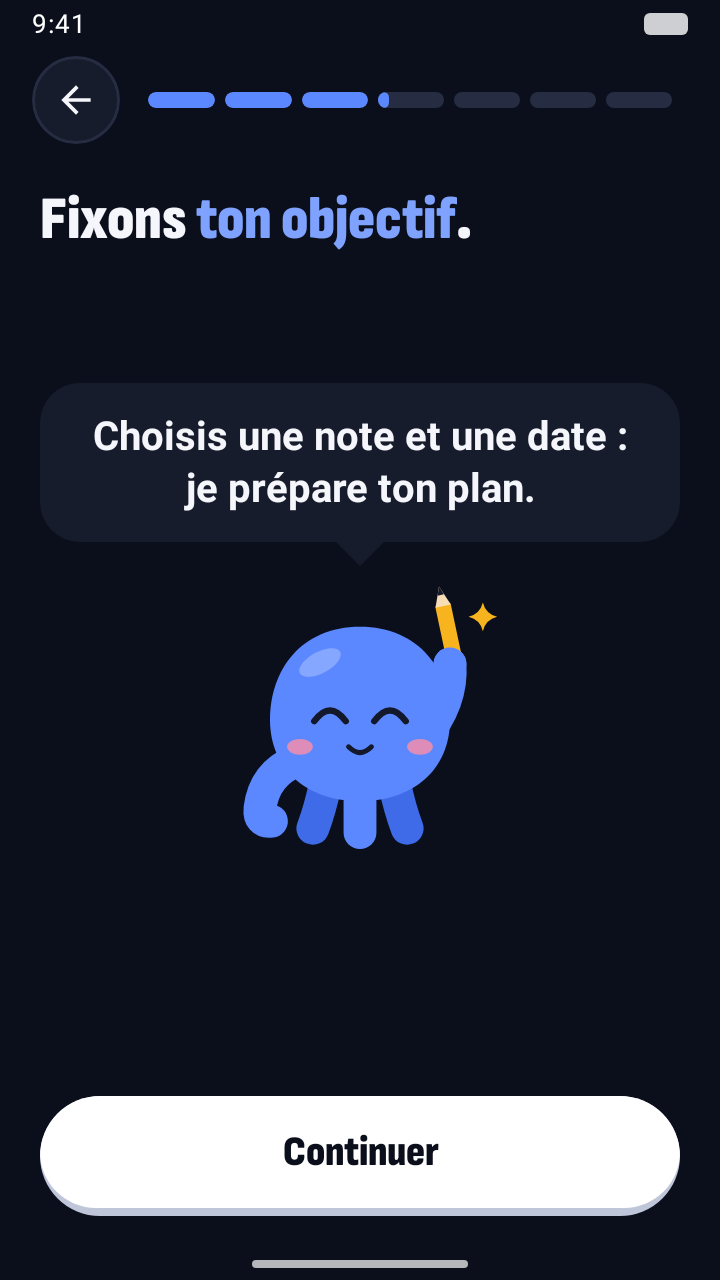 9:41
Fixons ton objectif.
Choisis une note et une date :
je prépare ton plan.
Continuer